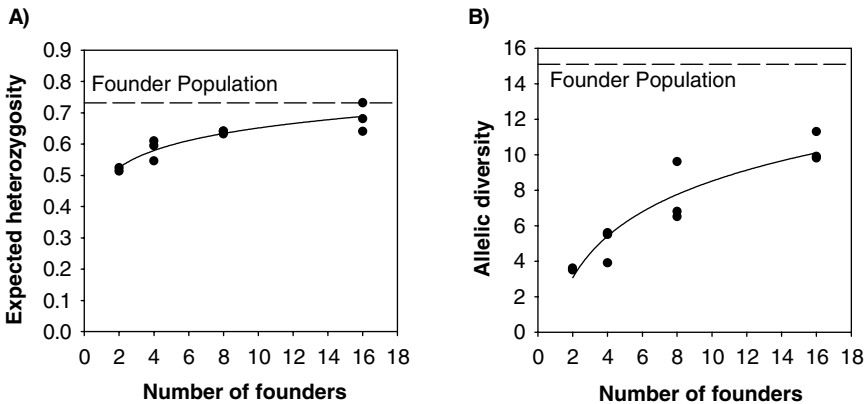 A)
0.9
0.8
0.7
0.6
0.5
0.4
0.3
0.2
0.1
0.0
Expected heterozygosity
Founder Population
0 2 4 6 8 10 12 14 16 18
Number of founders
B)
16
14
12
10
8
6
4
2
0
Allelic diversity
Founder Population
0 2 4 6 8 10 12 14 16 18
Number of founders